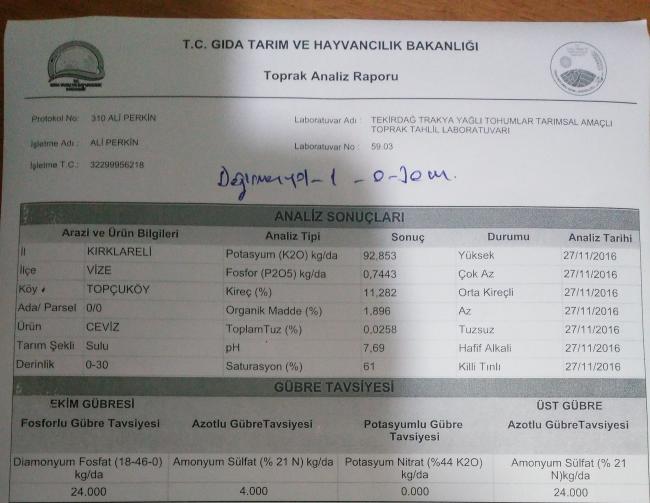 T.C. GIDA TARIM VE HAYVANCILIK BAKANLIĞI
Toprak Analiz Raporu
Protokol No: 310 ALİ PERKİN
Laboratuvar Adı : TEKİRDAĞ TRAKYA YAĞLI TOHUMLAR TARIMSAL AMAÇLI TOPRAK TAHLİL LABORATUVARI
İşletme Adı : ALİ PERKİN
Laboratuvar No : 59.03
İşletme T.C.: 32299956218
ANALİZ SONUÇLARI
Arazi ve Ürün Bilgileri Analiz Tipi Sonuç Durumu Analiz Tarihi
İl KIRKLARELİ Potasyum (K2O) kg/da 92,853 Yüksek 27/11/2016
İlçe VİZE Fosfor (P2O5) kg/da 0,7443 Çok Az 27/11/2016
Köy TOPÇUKÖY Kireç (%) 11,282 Orta Kireçli 27/11/2016
Ada/ Parsel 0/0 Organik Madde (%) 1,896 Az 27/11/2016
Ürün CEVİZ ToplamTuz (%) 0,0258 Tuzsuz 27/11/2016
Tarım Şekli Sulu pH 7,69 Hafif Alkali 27/11/2016
Derinlik 0-30 Saturasyon (%) 61 Killi Tınlı 27/11/2016
GÜBRE TAVSİYESİ
EKİM GÜBRESİ ÜST GÜBRE
Fosforlu Gübre Tavsiyesi Azotlu GübreTavsiyesi Potasyumlu Gübre Tavsiyesi Azotlu GübreTavsiyesi
Diamonyum Fosfat (18-46-0) kg/da Amonyum Sülfat (% 21 N) kg/da Potasyum Nitrat (%44 K2O) kg/da Amonyum Sülfat (% 21 N)kg/da
24.000 4.000 0.000 24.000